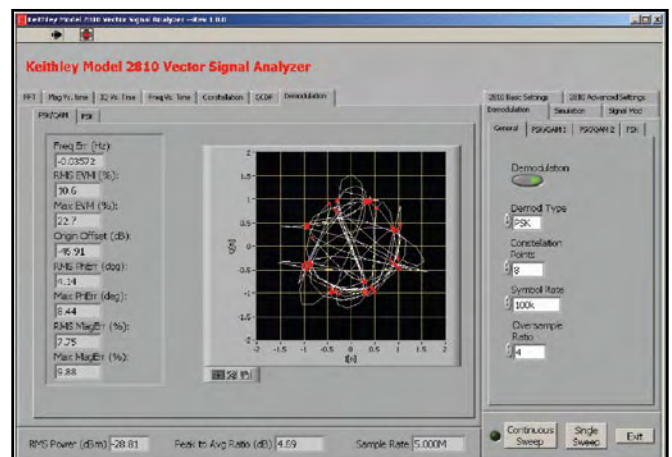 Keithley Model 2810 Vector Signal Analyzer --Rev 1.0.0
Keithley Model 2810 Vector Signal Analyzer
FFT Mag Vs. Time IQ Vs. Time Freq Vs. Time Constellation CCDF Demodulation
PSK/QAM FSK
Freq Err (Hz):
-0.03572
RMS EVM (%):
10.6
Max EVM (%):
22.7
Origin Offset (dB):
-46.91
RMS PhErr (deg):
4.14
Max PhErr (deg):
8.44
RMS MagErr (%):
7.75
Max MagErr (%):
9.88
2
1.5
1
0.5
0
-0.5
-1
-1.5
-2
-2 -1.5 -1 -0.5 0 0.5 1 1.5 2
I[n]
2810 Basic Settings 2810 Advanced Settings
Demodulation Simulation Signal Mod
General PSK/QAM 1 PSK/QAM 2 FSK
Demodulation
Demod Type
PSK
Constellation
Points
8
Symbol Rate
100k
Oversample
Ratio
4
RMS Power (dBm) -28.81 Peak to Avg Ratio (dB) 4.69 Sample Rate 5.000M
Continuous
Sweep
Single
Sweep
Exit